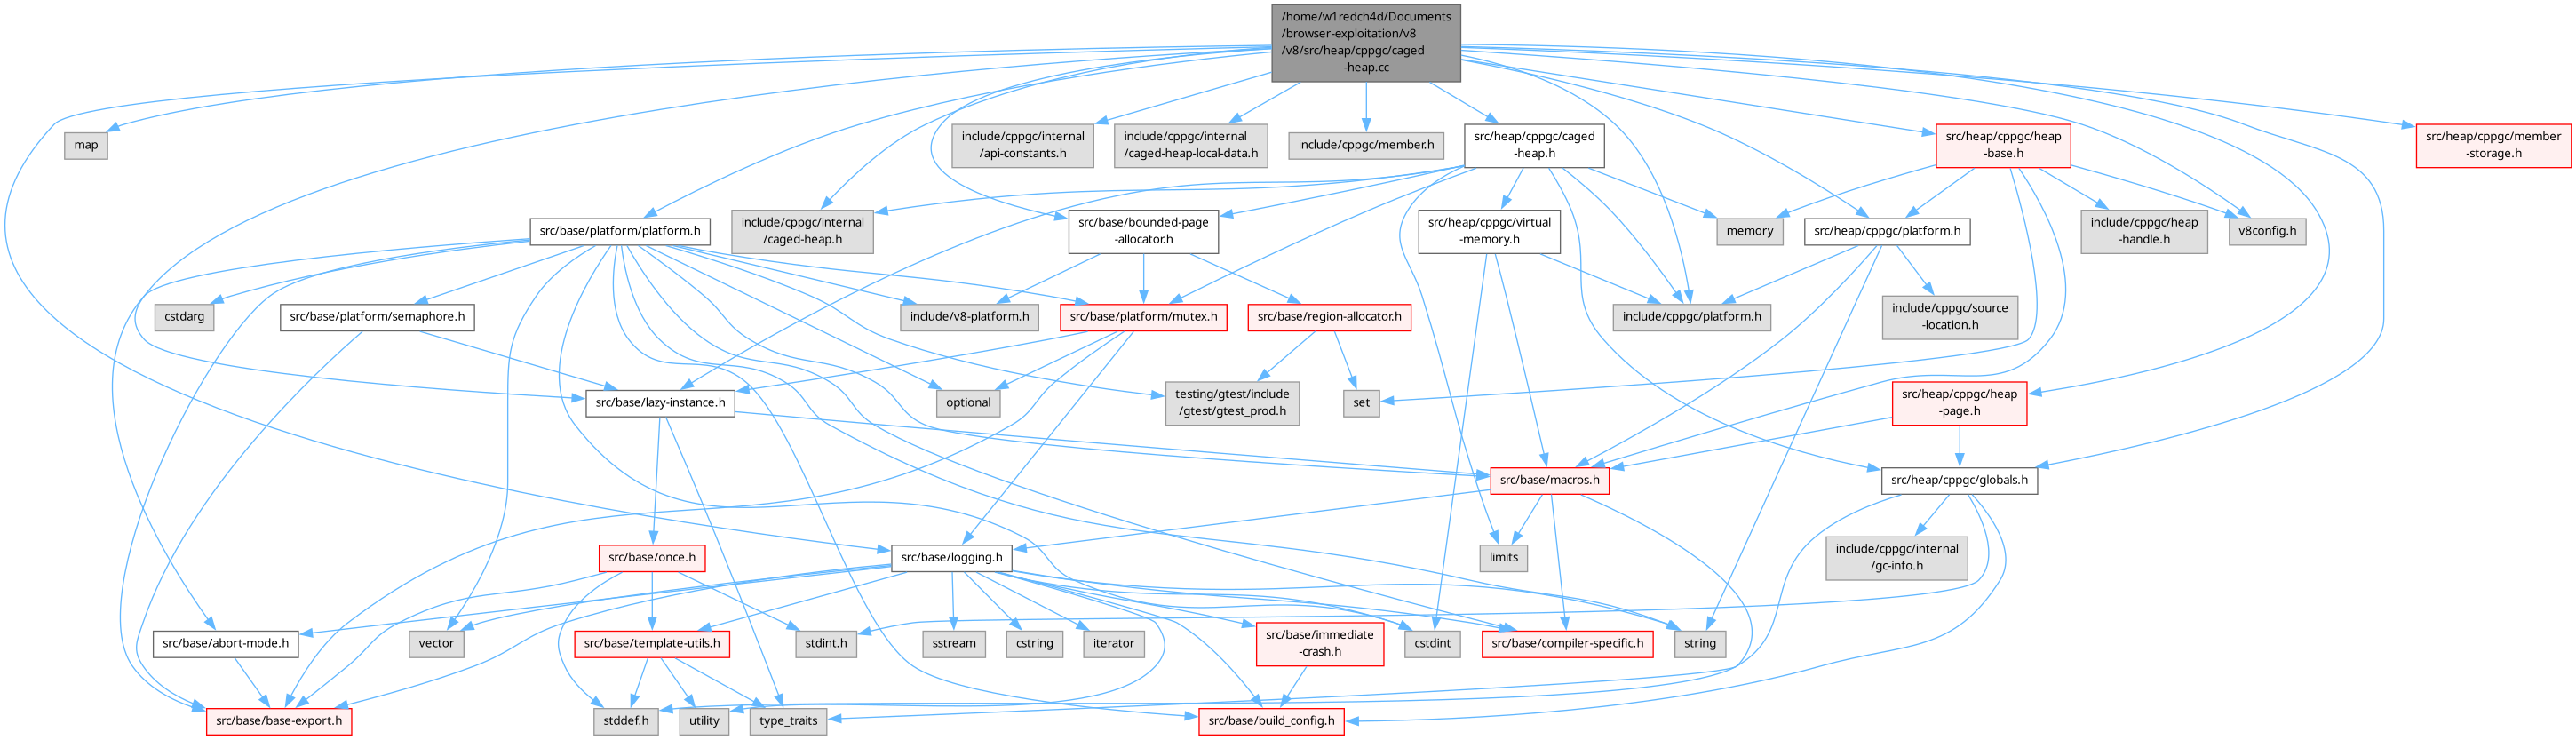 /home/w1redch4d/Documents
/browser-exploitation/v8
/v8/src/heap/cppgc/caged
-heap.cc
map
include/cppgc/internal
/api-constants.h
include/cppgc/internal
/caged-heap-local-data.h
include/cppgc/member.h
src/heap/cppgc/caged
-heap.h
src/heap/cppgc/heap
-base.h
src/heap/cppgc/member
-storage.h
src/base/platform/platform.h
include/cppgc/internal
/caged-heap.h
src/base/bounded-page
-allocator.h
src/heap/cppgc/virtual
-memory.h
memory
src/heap/cppgc/platform.h
include/cppgc/heap
-handle.h
v8config.h
cstdarg
src/base/platform/semaphore.h
include/v8-platform.h
src/base/platform/mutex.h
src/base/region-allocator.h
include/cppgc/platform.h
include/cppgc/source
-location.h
src/base/lazy-instance.h
optional
testing/gtest/include
/gtest/gtest_prod.h
set
src/heap/cppgc/heap
-page.h
src/base/macros.h
src/heap/cppgc/globals.h
src/base/once.h
src/base/logging.h
limits
include/cppgc/internal
/gc-info.h
src/base/abort-mode.h
vector
src/base/template-utils.h
stdint.h
sstream
cstring
iterator
src/base/immediate
-crash.h
cstdint
src/base/compiler-specific.h
string
src/base/base-export.h
stddef.h
utility
type_traits
src/base/build_config.h